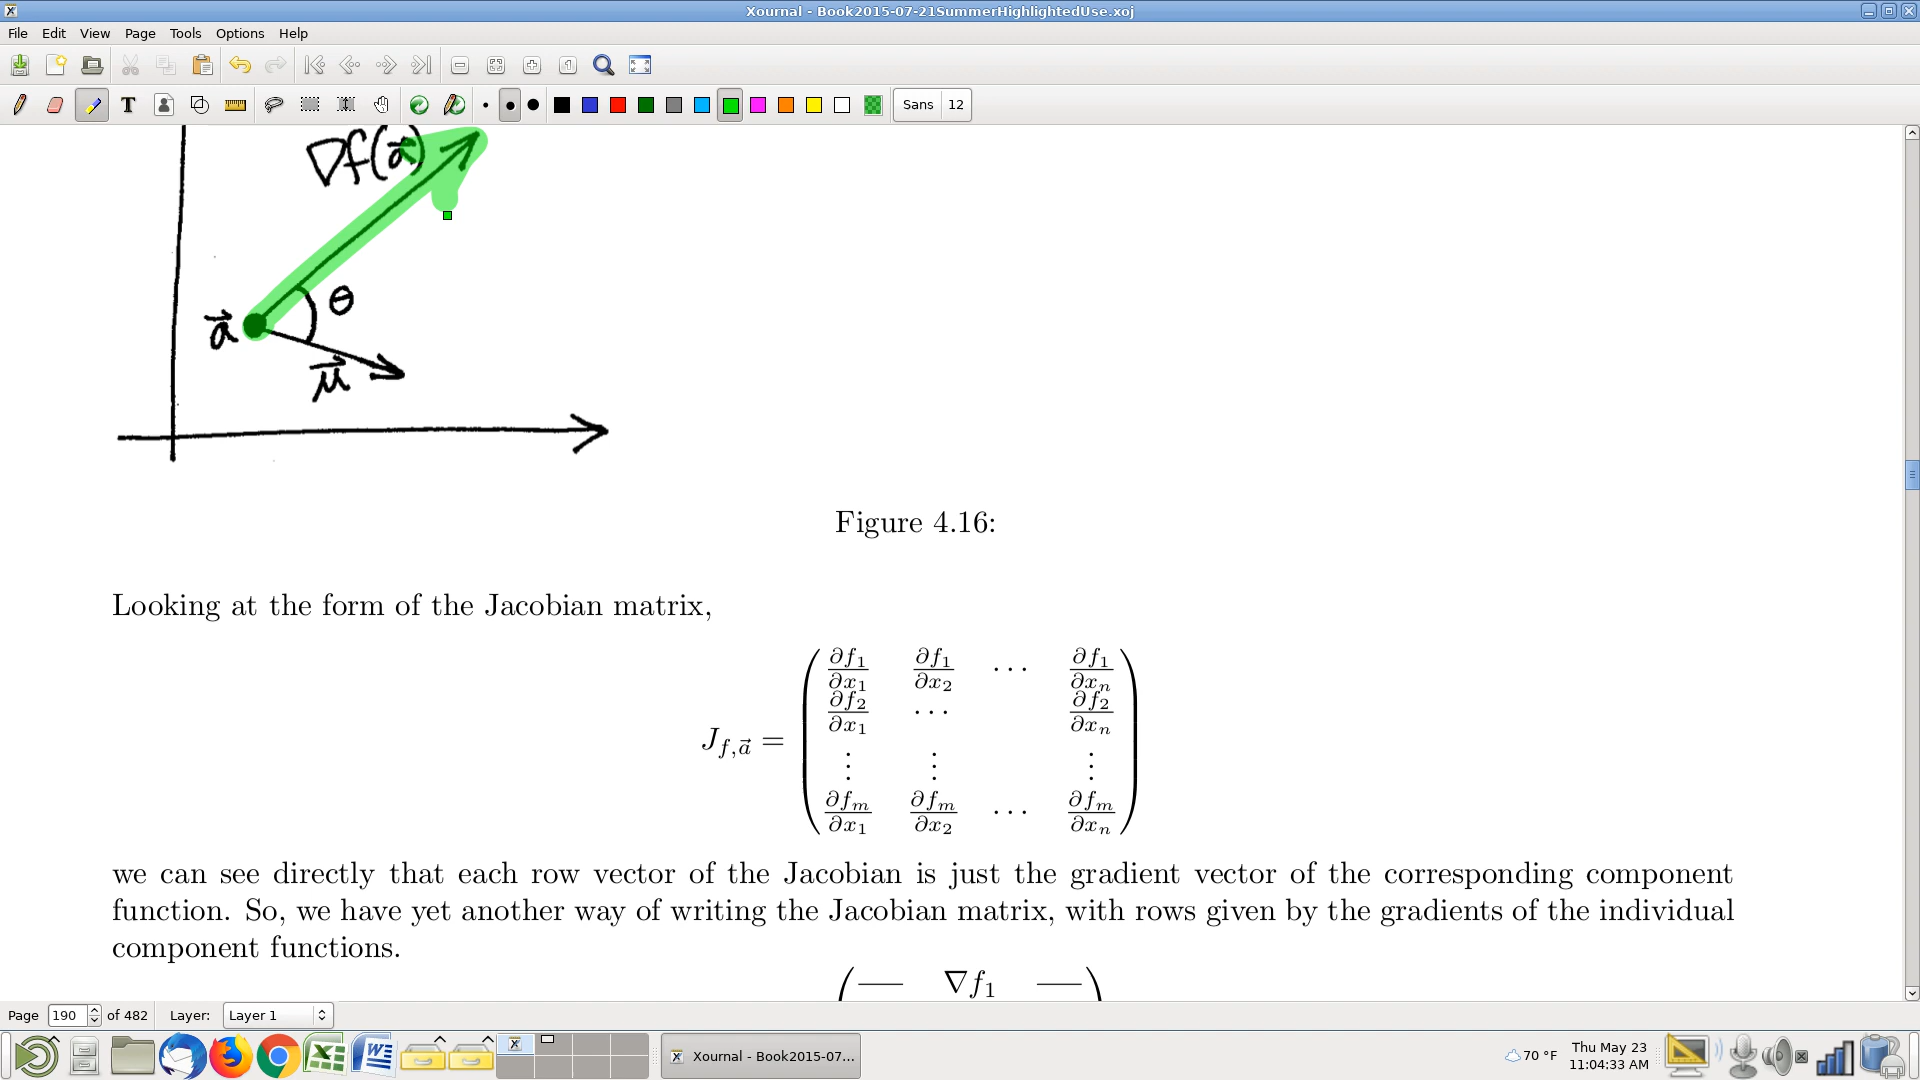 Xournal - Book2015-07-21SummerHighlightedUse.xoj
File Edit View Page Tools Options Help
Sans 12
∇f(a⃗)
θ
a⃗
μ⃗
Figure 4.16:
Looking at the form of the Jacobian matrix,
∂f₁/∂x₁ ∂f₁/∂x₂ ⋯ ∂f₁/∂xₙ
∂f₂/∂x₁ ⋯ ∂f₂/∂xₙ
J_{f,a⃗} =
⋮ ⋮ ⋮
∂fₘ/∂x₁ ∂fₘ/∂x₂ ⋯ ∂fₘ/∂xₙ
we can see directly that each row vector of the Jacobian is just the gradient vector of the corresponding component
function. So, we have yet another way of writing the Jacobian matrix, with rows given by the gradients of the individual
component functions.
— ∇f₁ —
Page 190 of 482 Layer: Layer 1
Xournal - Book2015-07...
70 °F
Thu May 23
11:04:33 AM